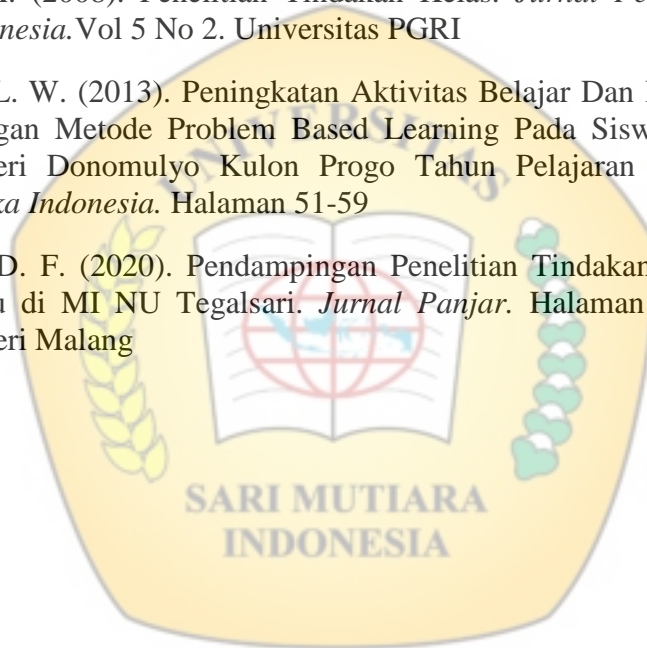 (2008). Penelitian Tindakan Kelas.
nesia.Vol 5 No 2. Universitas PGRI
L. W. (2013). Peningkatan Aktivitas Belajar Dan
gan Metode Problem Based Learning Pada Sisw
eri Donomulyo Kulon Progo Tahun Pelajaran
ka Indonesia. Halaman 51-59
D. F. (2020). Pendampingan Penelitian Tindakan
u di MI NU Tegalsari. Jurnal Panjar. Halaman
eri Malang
UNIVERSITAS
SARI MUTIARA
INDONESIA